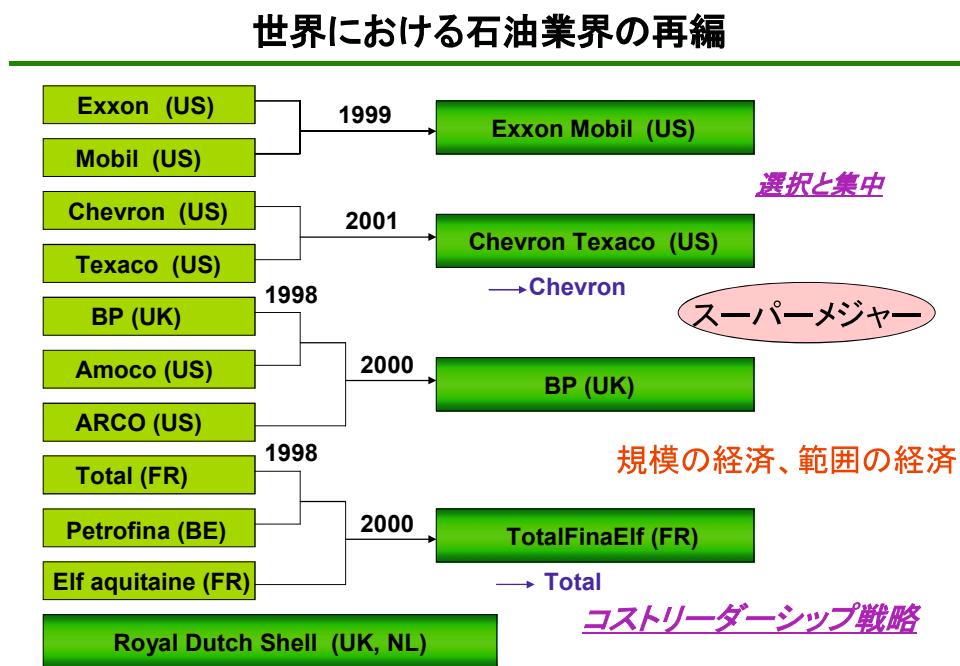 世界における石油業界の再編
Exxon (US)
Mobil (US)
1999
Exxon Mobil (US)
選択と集中
Chevron (US)
Texaco (US)
2001
Chevron Texaco (US)
Chevron
スーパーメジャー
BP (UK)
1998
Amoco (US)
ARCO (US)
2000
BP (UK)
規模の経済、範囲の経済
Total (FR)
1998
Petrofina (BE)
Elf aquitaine (FR)
2000
TotalFinaElf (FR)
Total
コストリーダーシップ戦略
Royal Dutch Shell (UK, NL)